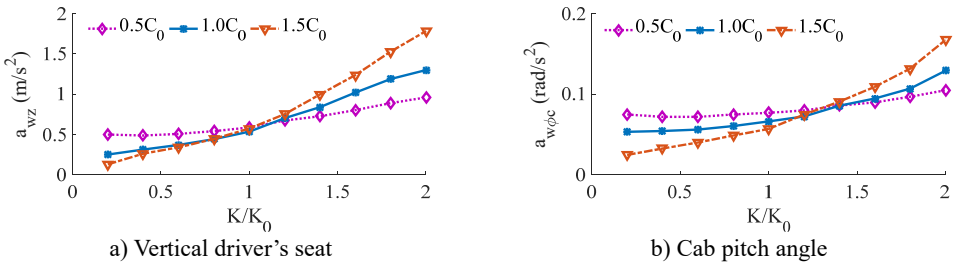 2
1.5
1
0.5
0
0.5C0
1.0C0
1.5C0
a wz (m/s2)
0 0.5 1 1.5 2
K/K0
a) Vertical driver's seat
0.2
0.1
0
0.5C0
1.0C0
1.5C0
a wϕc (rad/s2)
0 0.5 1 1.5 2
K/K0
b) Cab pitch angle